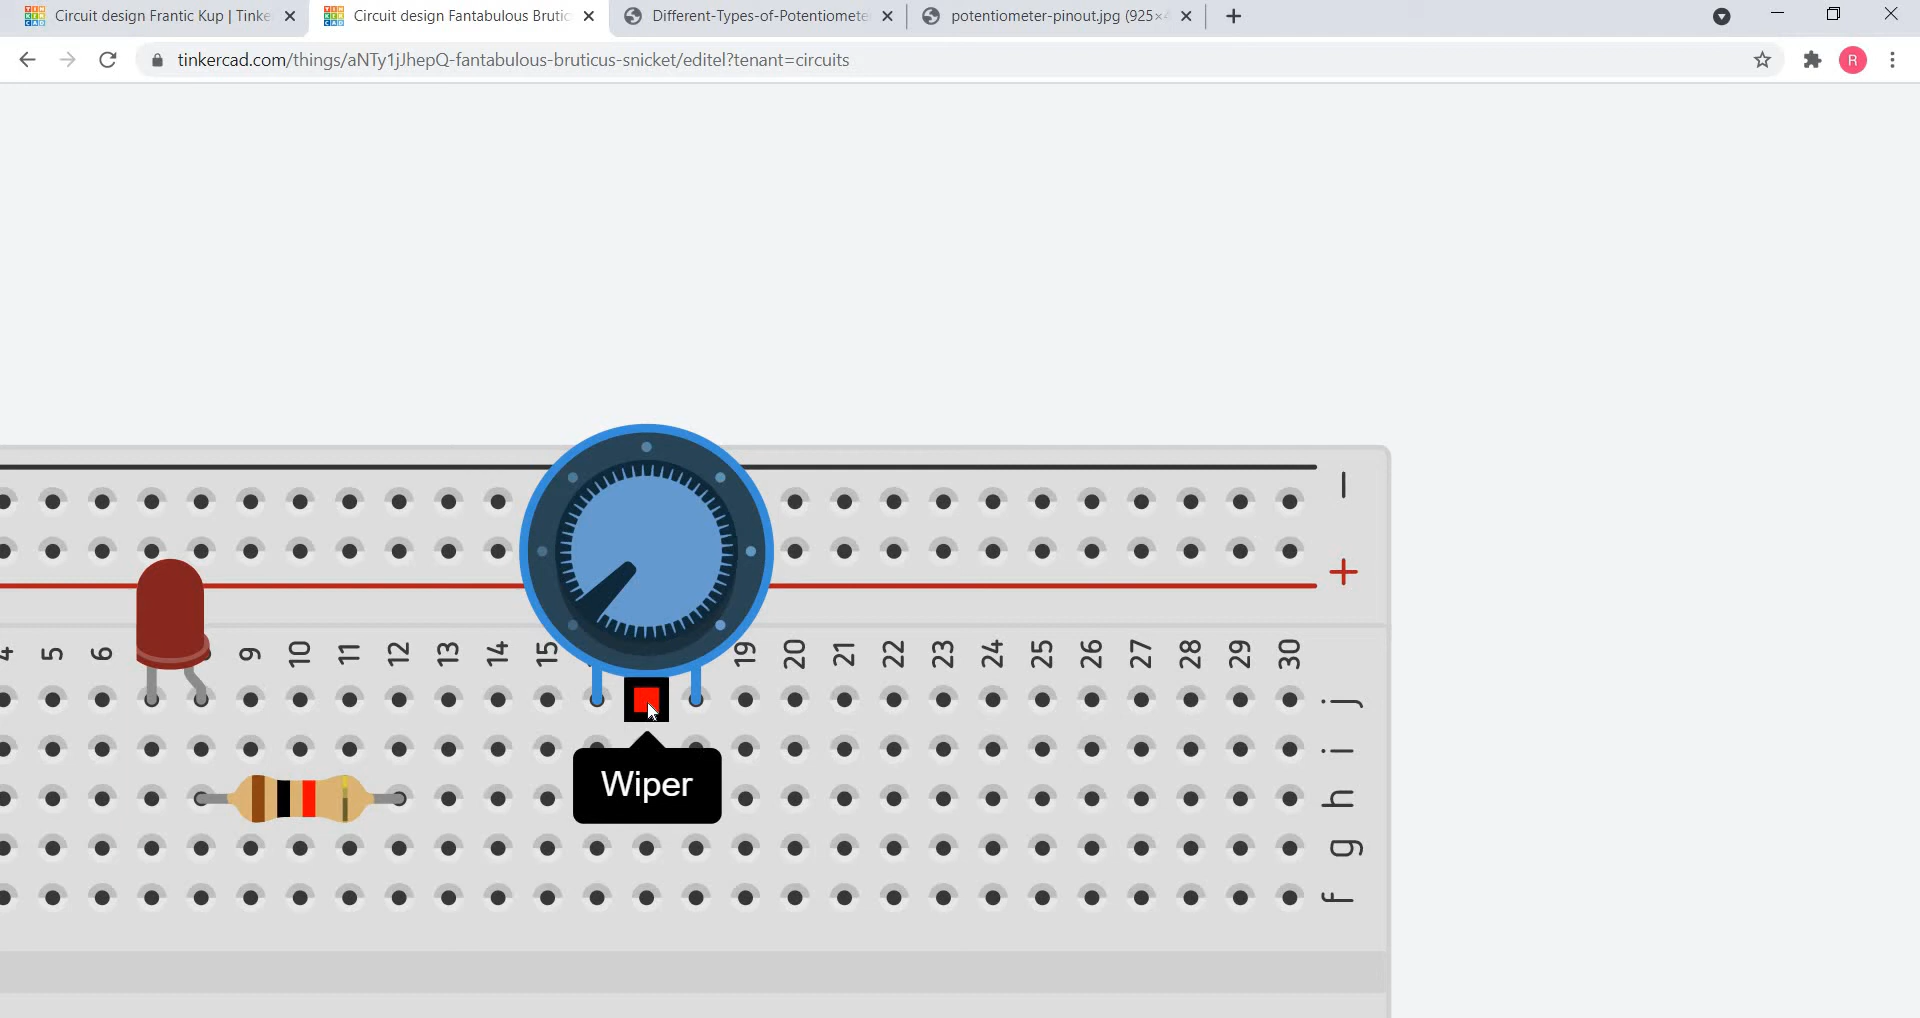 Circuit design Frantic Kup | Tinke
Circuit design Fantabulous Brutic
Different-Types-of-Potentiomete
potentiometer-pinout.jpg (925×4
tinkercad.com/things/aNTy1jJhepQ-fantabulous-bruticus-snicket/editel?tenant=circuits
R
−
+
4 5 6 9 10 11 12 13 14 15 19 20 21 22 23 24 25 26 27 28 29 30
j
Wiper
i
h
g
f